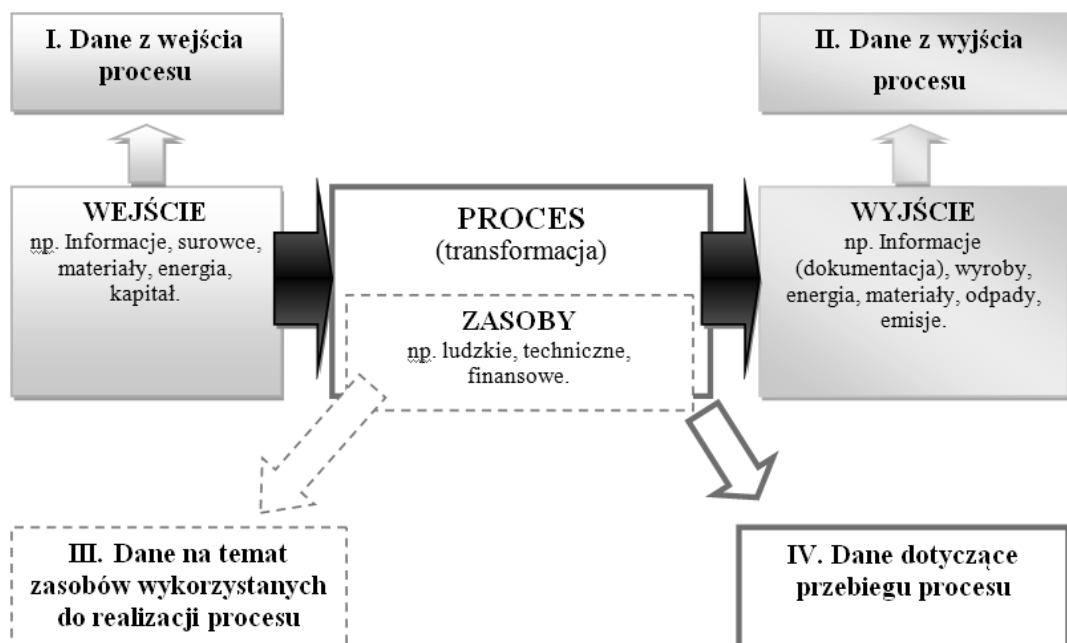 I. Dane z wejścia
procesu
II. Dane z wyjścia
procesu
WEJŚCIE
np. Informacje, surowce,
materiały, energia,
kapitał.
PROCES
(transformacja)
ZASOBY
np. ludzkie, techniczne,
finansowe.
WYJŚCIE
np. Informacje
(dokumentacja), wyroby,
energia, materiały, odpady,
emisje.
III. Dane na temat
zasobów wykorzystanych
do realizacji procesu
IV. Dane dotyczące
przebiegu procesu